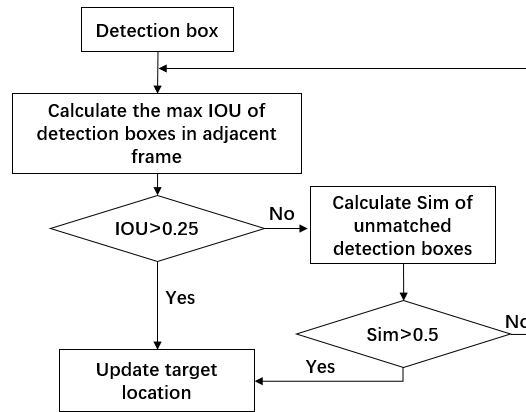 Detection box
Calculate the max IOU of
detection boxes in adjacent
frame
IOU>0.25
No
Calculate Sim of
unmatched
detection boxes
Yes
Sim>0.5
No
Yes
Update target
location